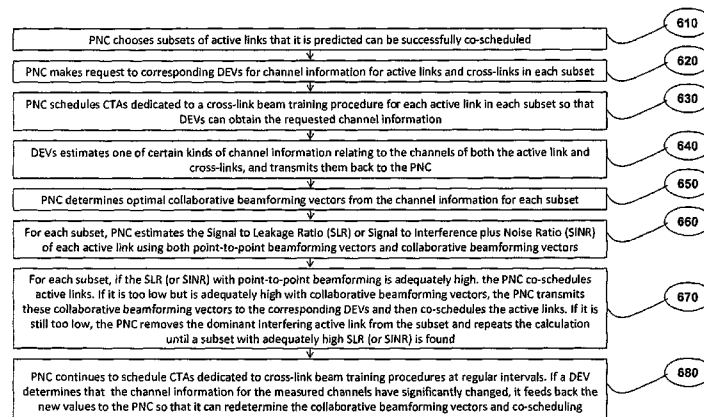 PNC chooses subsets of active links that it is predicted can be successfully co-scheduled
610
PNC makes request to corresponding DEVs for channel information for active links and cross-links in each subset
620
PNC schedules CTAs dedicated to a cross-link beam training procedure for each active link in each subset so that
DEVs can obtain the requested channel information
630
DEVs estimates one of certain kinds of channel information relating to the channels of both the active link and
cross-links, and transmits them back to the PNC
640
PNC determines optimal collaborative beamforming vectors from the channel information for each subset
650
For each subset, PNC estimates the Signal to Leakage Ratio (SLR) or Signal to Interference plus Noise Ratio (SINR)
of each active link using both point-to-point beamforming vectors and collaborative beamforming vectors
660
For each subset, if the SLR (or SINR) with point-to-point beamforming is adequately high. the PNC co-schedules
active links. If it is too low but is adequately high with collaborative beamforming vectors, the PNC transmits
these collaborative beamforming vectors to the corresponding DEVs and then co-schedules the active links. If it is
still too low, the PNC removes the dominant interfering active link from the subset and repeats the calculation
until a subset with adequately high SLR (or SINR) is found
670
PNC continues to schedule CTAs dedicated to cross-link beam training procedures at regular intervals. If a DEV
determines that the channel information for the measured channels have significantly changed, it feeds back the
new values to the PNC so that it can redetermine the collaborative beamforming vectors and co-scheduling
680